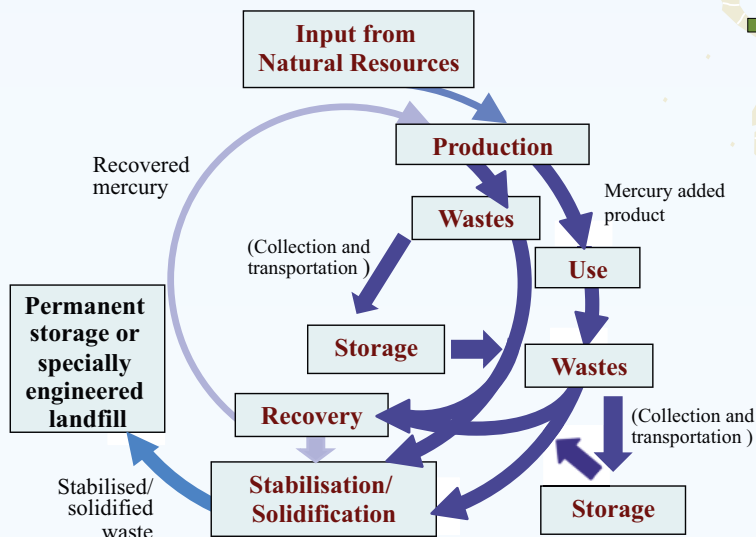 Input from
Natural Resources
Production
Recovered
mercury
Mercury added
product
Wastes
(Collection and
transportation )
Use
Permanent
storage or
specially
engineered
landfill
Storage
Wastes
Recovery
(Collection and
transportation )
Stabilised/
solidified
waste
Stabilisation/
Solidification
Storage